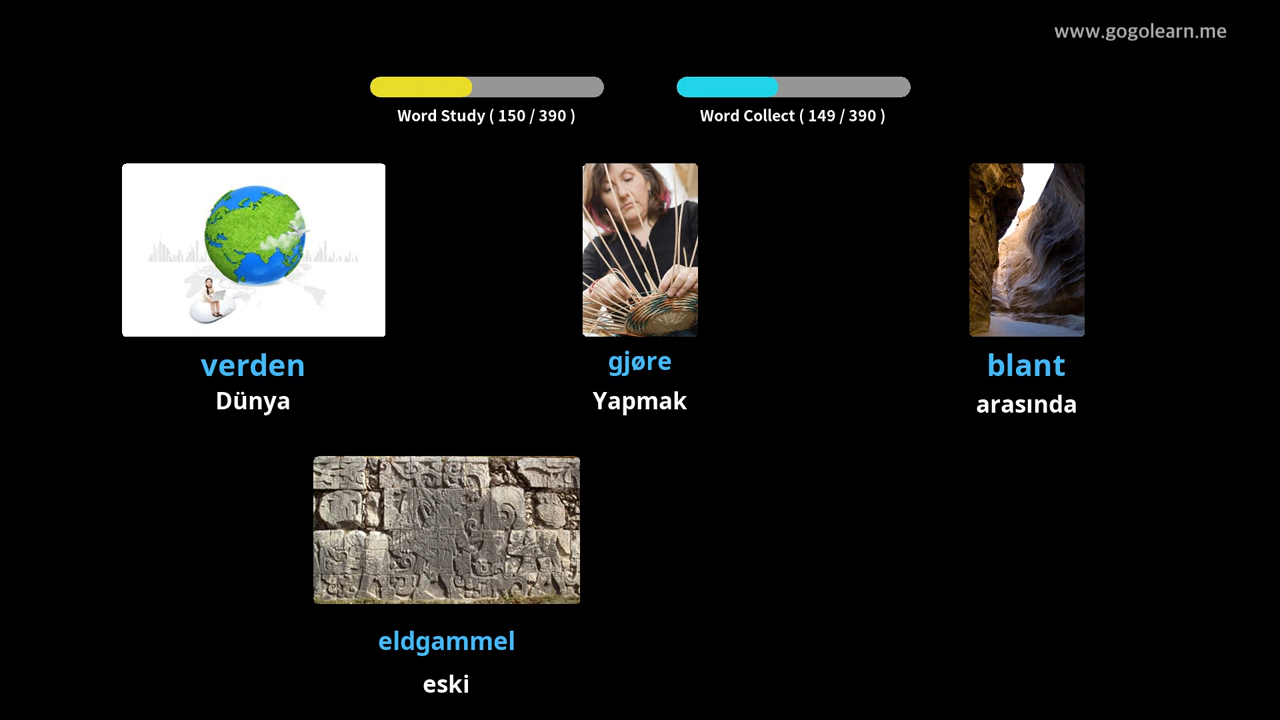 www.gogolearn.me
Word Study ( 150 / 390 )
Word Collect ( 149 / 390 )
verden
Dünya
gjøre
Yapmak
blant
arasında
eldgammel
eski